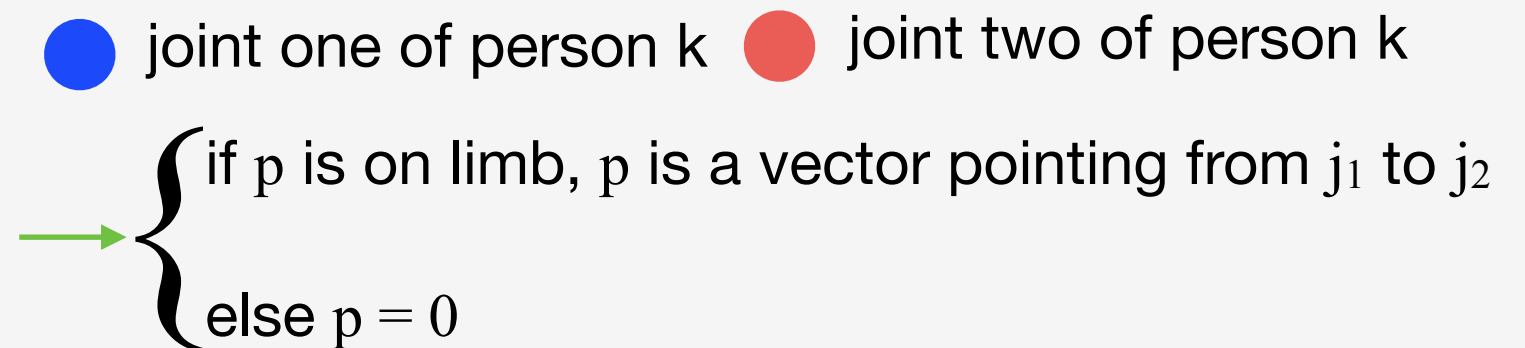 joint one of person k joint two of person k
if p is on limb, p is a vector pointing from j₁ to j₂
else p = 0